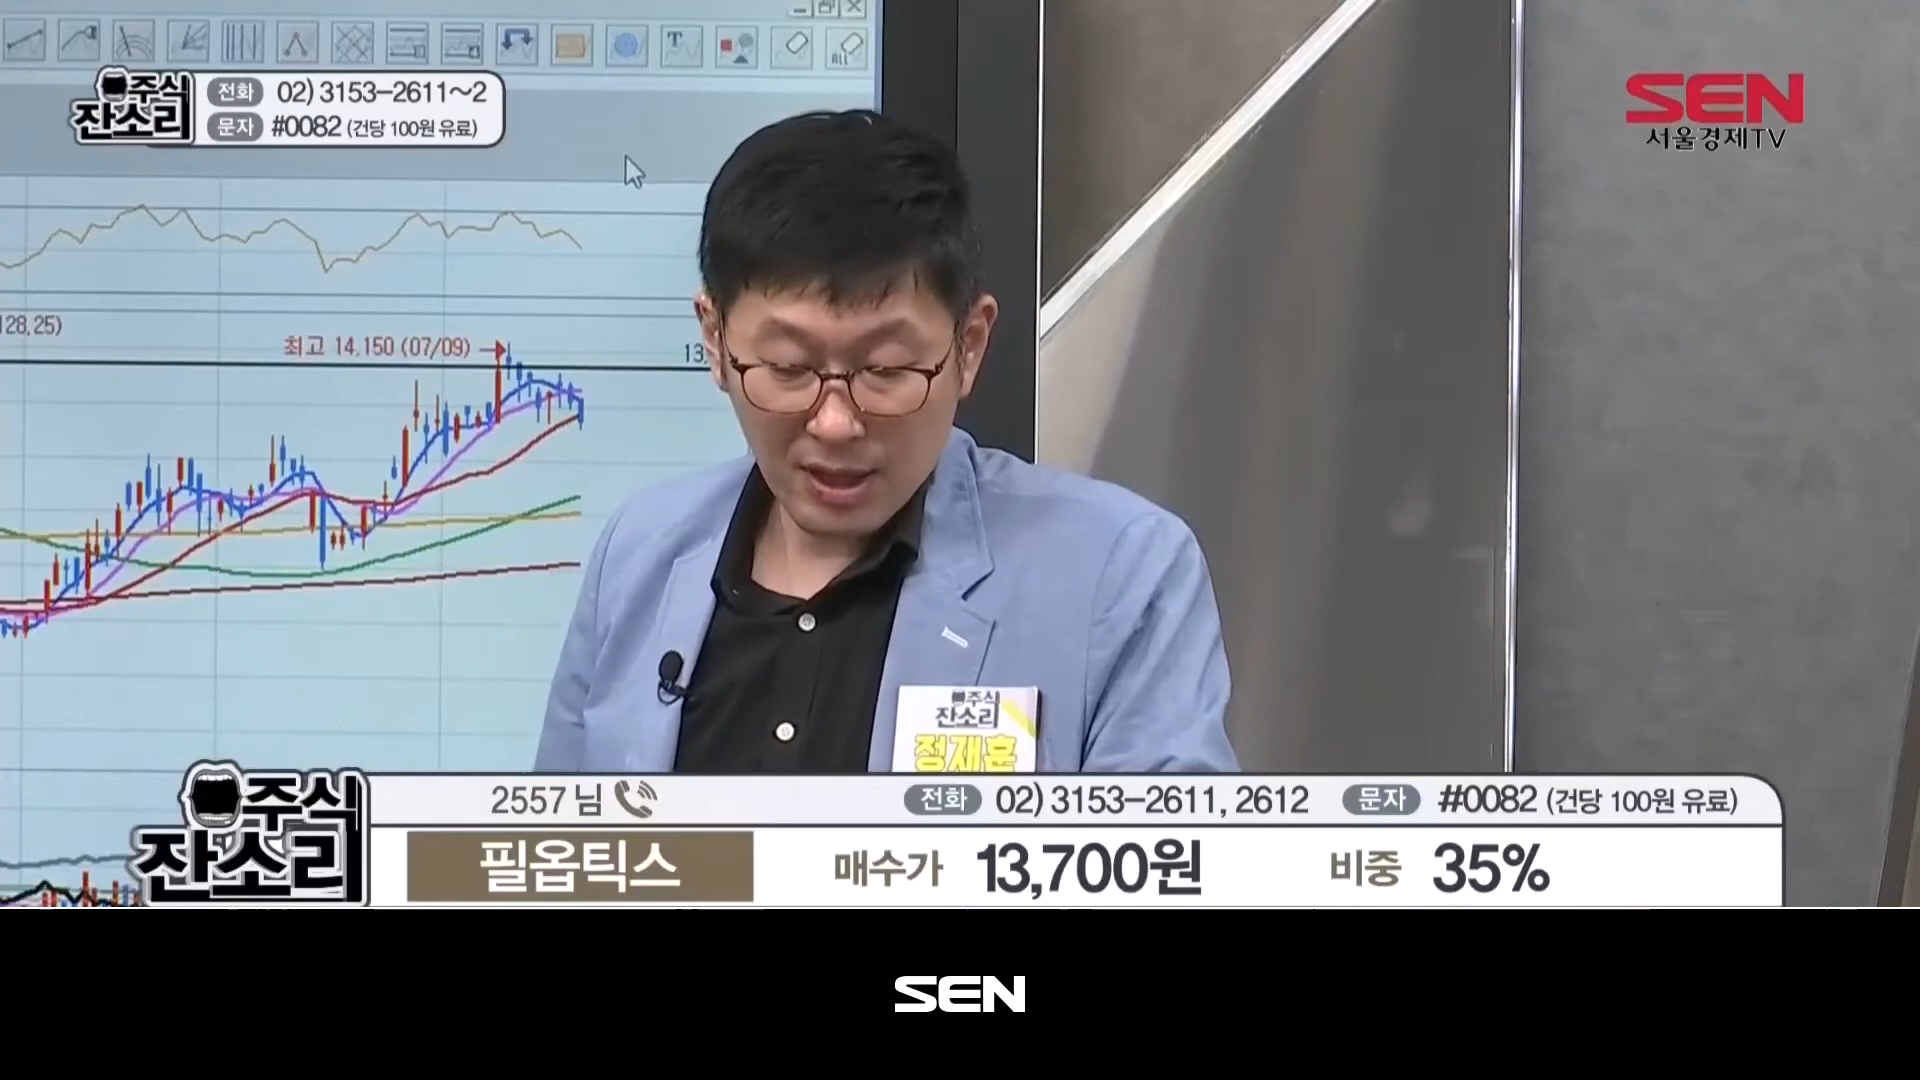 주식
잔소리
전화 02) 3153-2611~2
문자 #0082 (건당 100원 유료)
SEN
서울경제TV
T
ALL
128,25)
최고 14,150 (07/09)
13,
주식
잔소리
정재훈
주식
잔소리
2557 님
전화 02) 3153-2611, 2612
문자 #0082 (건당 100원 유료)
필옵틱스
매수가 13,700원
비중 35%
SEN